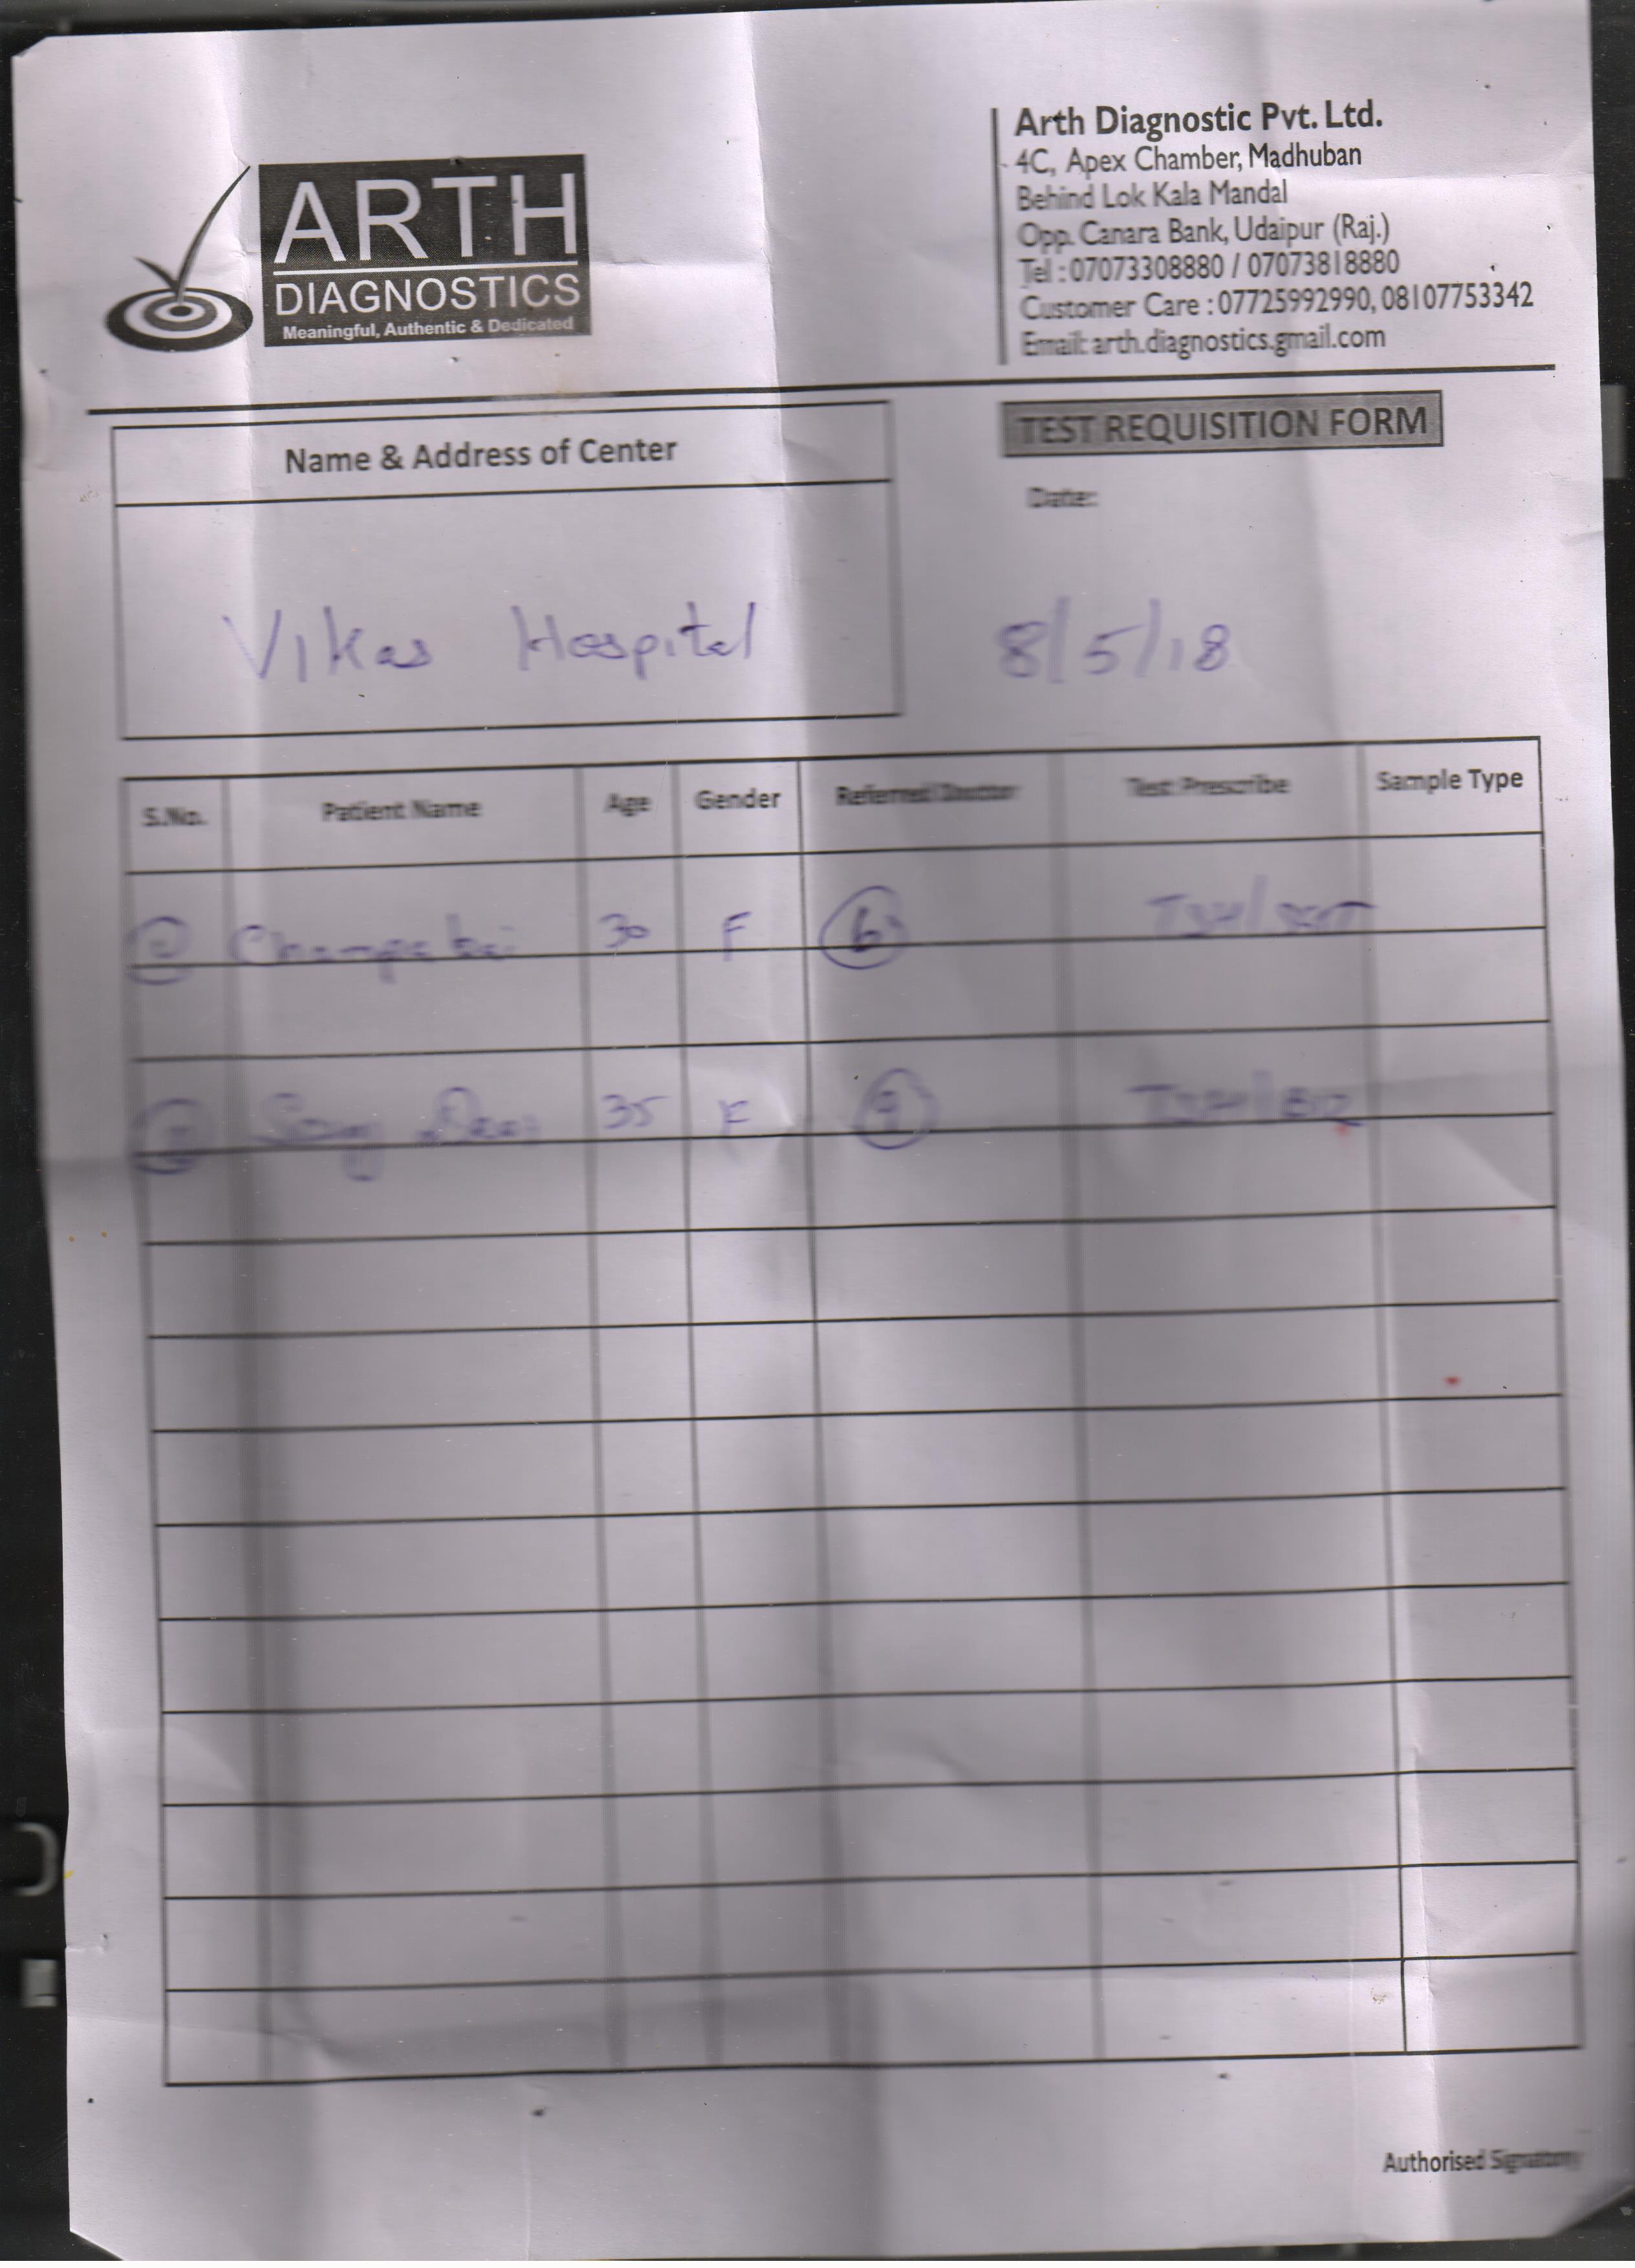 ARTH
DIAGNOSTICS
Meaningful, Authentic & Dedicated
Arth Diagnostic Pvt. Ltd.
4C, Apex Chamber, Madhuban
Behind Lok Kala Mandal
Opp. Canara Bank, Udaipur (Raj.)
Tel : 07073308880 / 07073818880
Customer Care : 07725992990, 08107753342
Email: arth.diagnostics.gmail.com
Name & Address of Center
TEST REQUISITION FORM
Date:
Vikas Hospital
8/5/18
S.No. Patient Name Age Gender Referred Doctor Test Prescribe Sample Type
30 F 6
35 F
Authorised Signatory